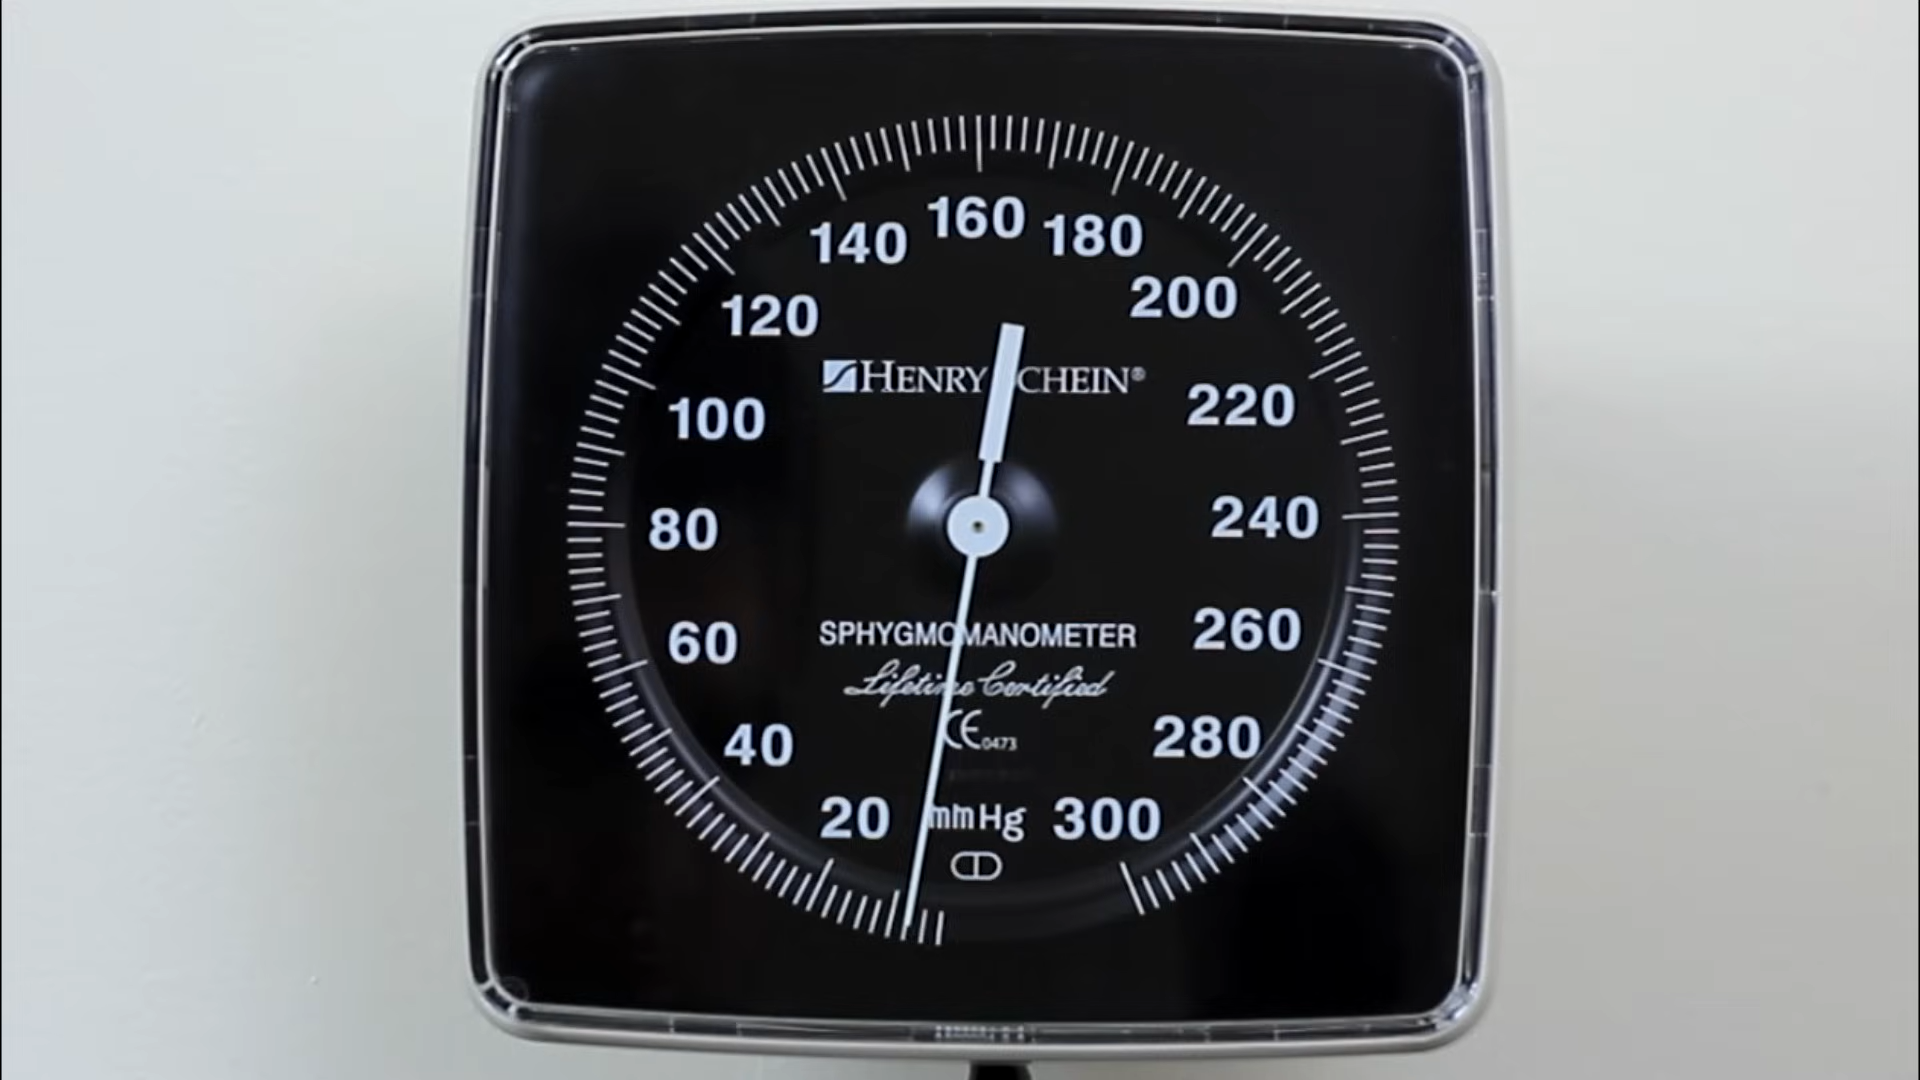 160
140 180
120 200
HENRY SCHEIN®
100 220
80 240
SPHYGMOMANOMETER
60 260
Lifetime Certified
CE 0473
40 280
20 mmHg 300